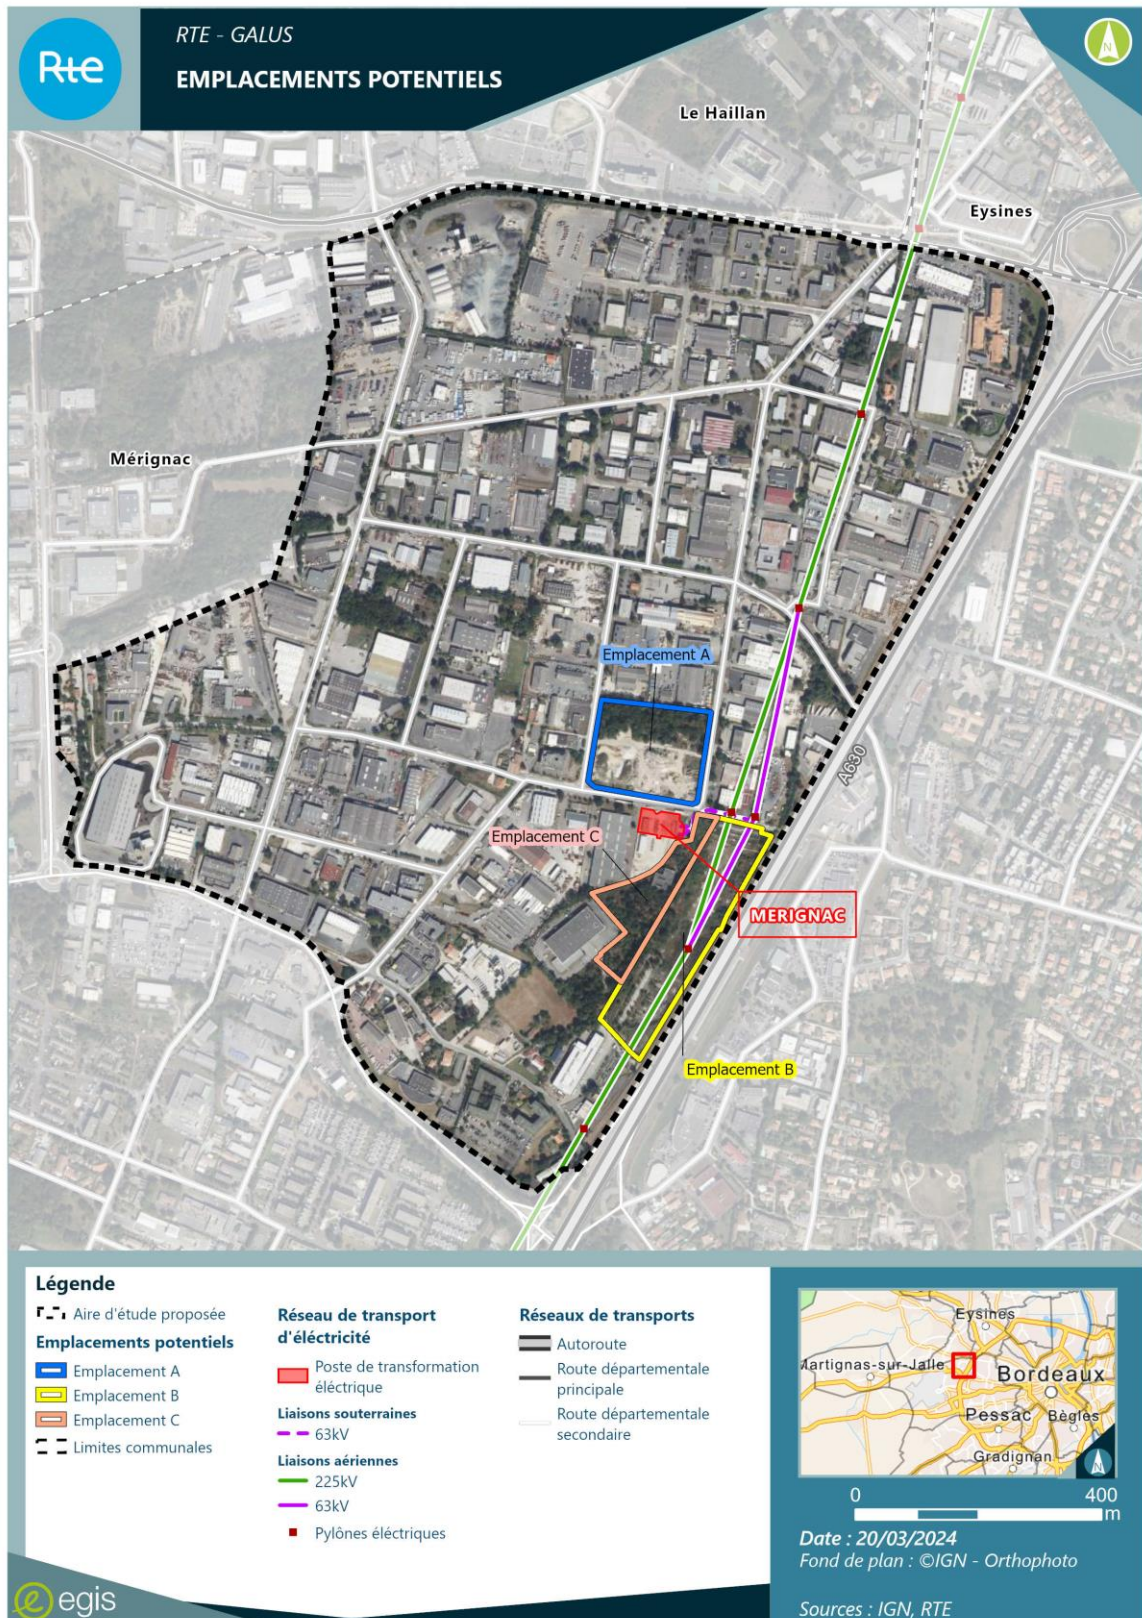 Rte
RTE - GALUS
EMPLACEMENTS POTENTIELS
N
Le Haillan
Eysines
Mérignac
Emplacement A
A630
Emplacement C
MERIGNAC
Emplacement B
Légende
Aire d'étude proposée
Emplacements potentiels
Emplacement A
Emplacement B
Emplacement C
Limites communales
Réseau de transport
d'éléctricité
Poste de transformation
éléctrique
Liaisons souterraines
63kV
Liaisons aériennes
225kV
63kV
Pylônes éléctriques
Réseaux de transports
Autoroute
Route départementale
principale
Route départementale
secondaire
Eysines
Martignas-sur-Jalle
Bordeaux
Pessac
Bègles
Gradignan
N
0 400
m
Date : 20/03/2024
Fond de plan : ©IGN - Orthophoto
Sources : IGN, RTE
egis